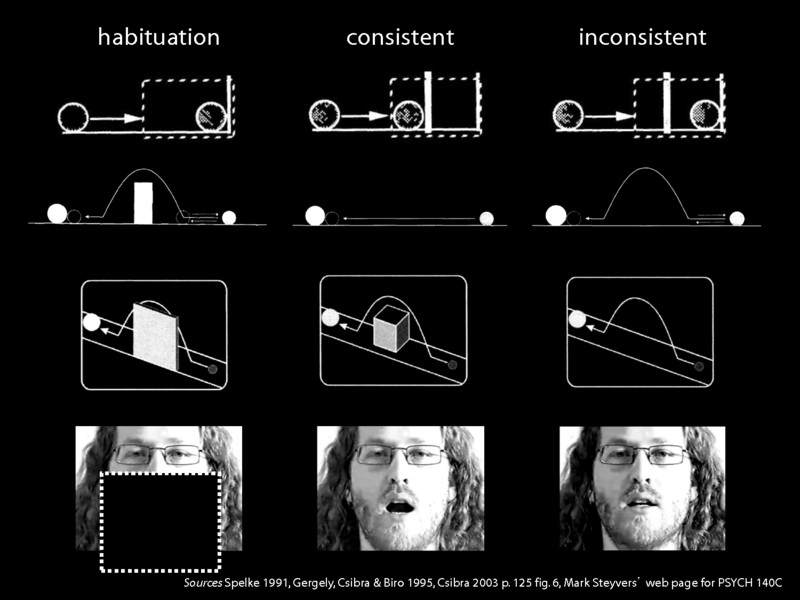 habituation consistent inconsistent
Sources Spelke 1991, Gergely, Csibra & Biro 1995, Csibra 2003 p. 125 fig. 6, Mark Steyvers' web page for PSYCH 140C